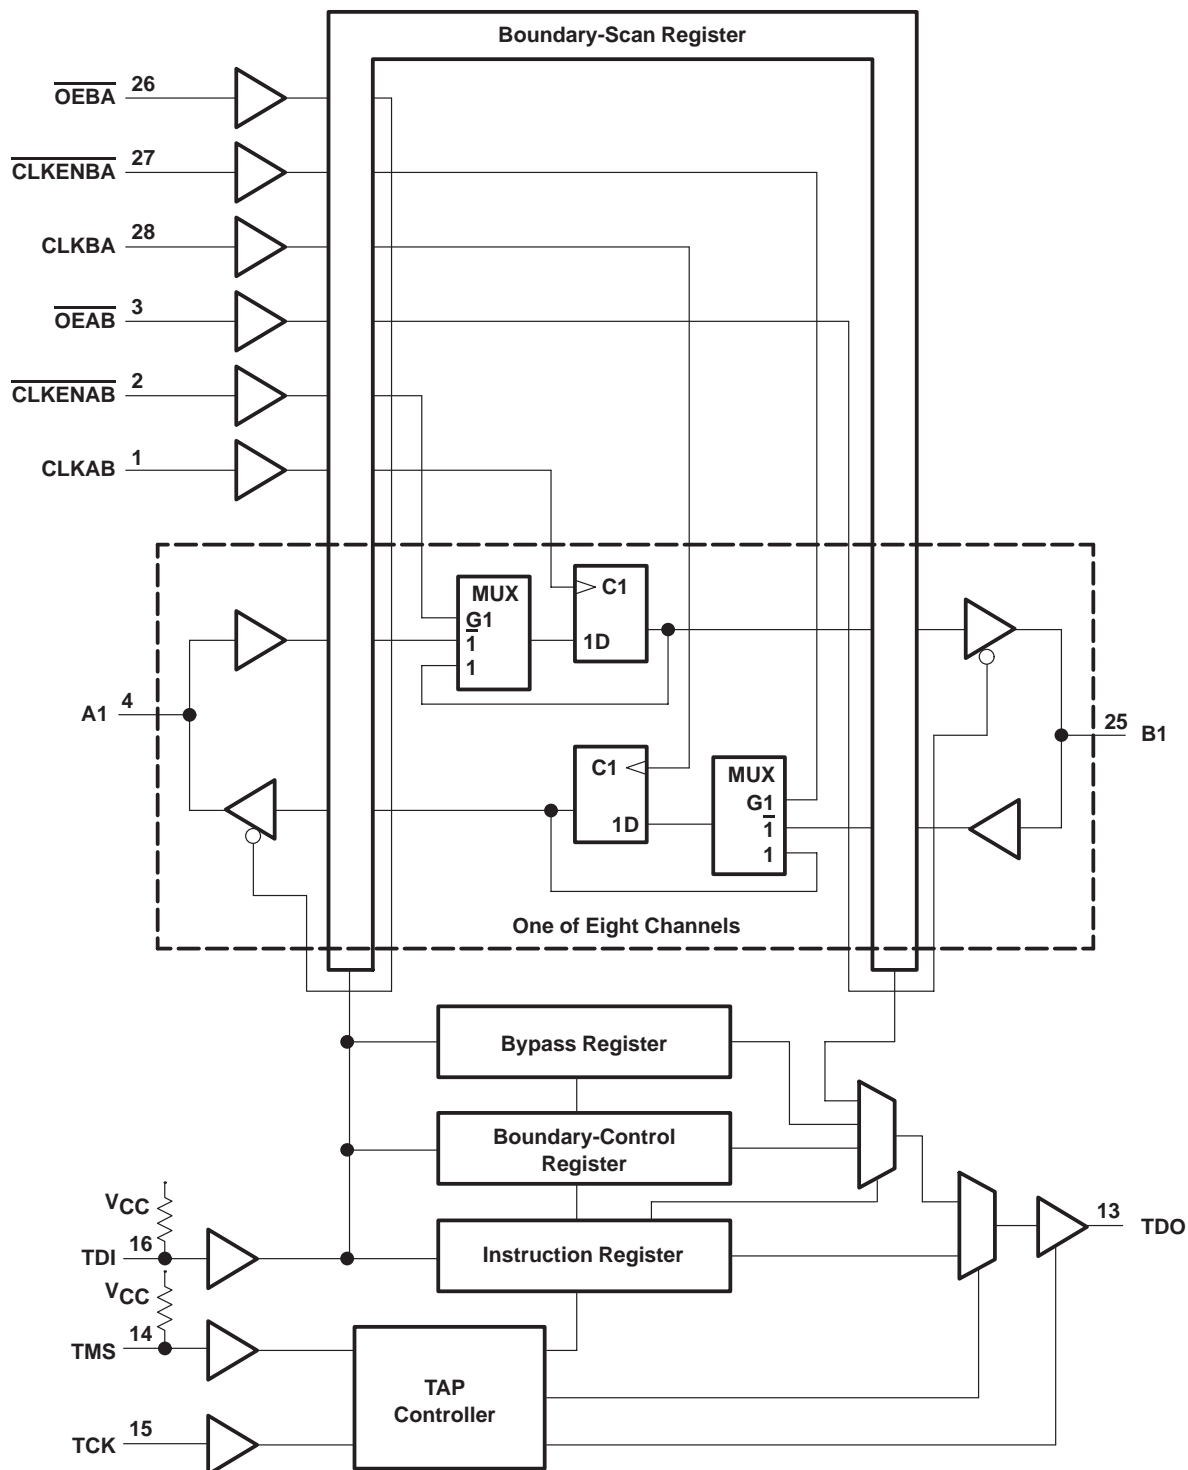 Boundary-Scan Register
OEBA 26
CLKENBA 27
CLKBA 28
OEAB 3
CLKENAB 2
CLKAB 1
MUX
G1
1
1
C1
1D
A1 4
25 B1
C1
1D
MUX
G1
1
1
One of Eight Channels
Bypass Register
Boundary-Control
Register
VCC
TDI 16
Instruction Register
13 TDO
VCC
TMS 14
TAP
Controller
TCK 15